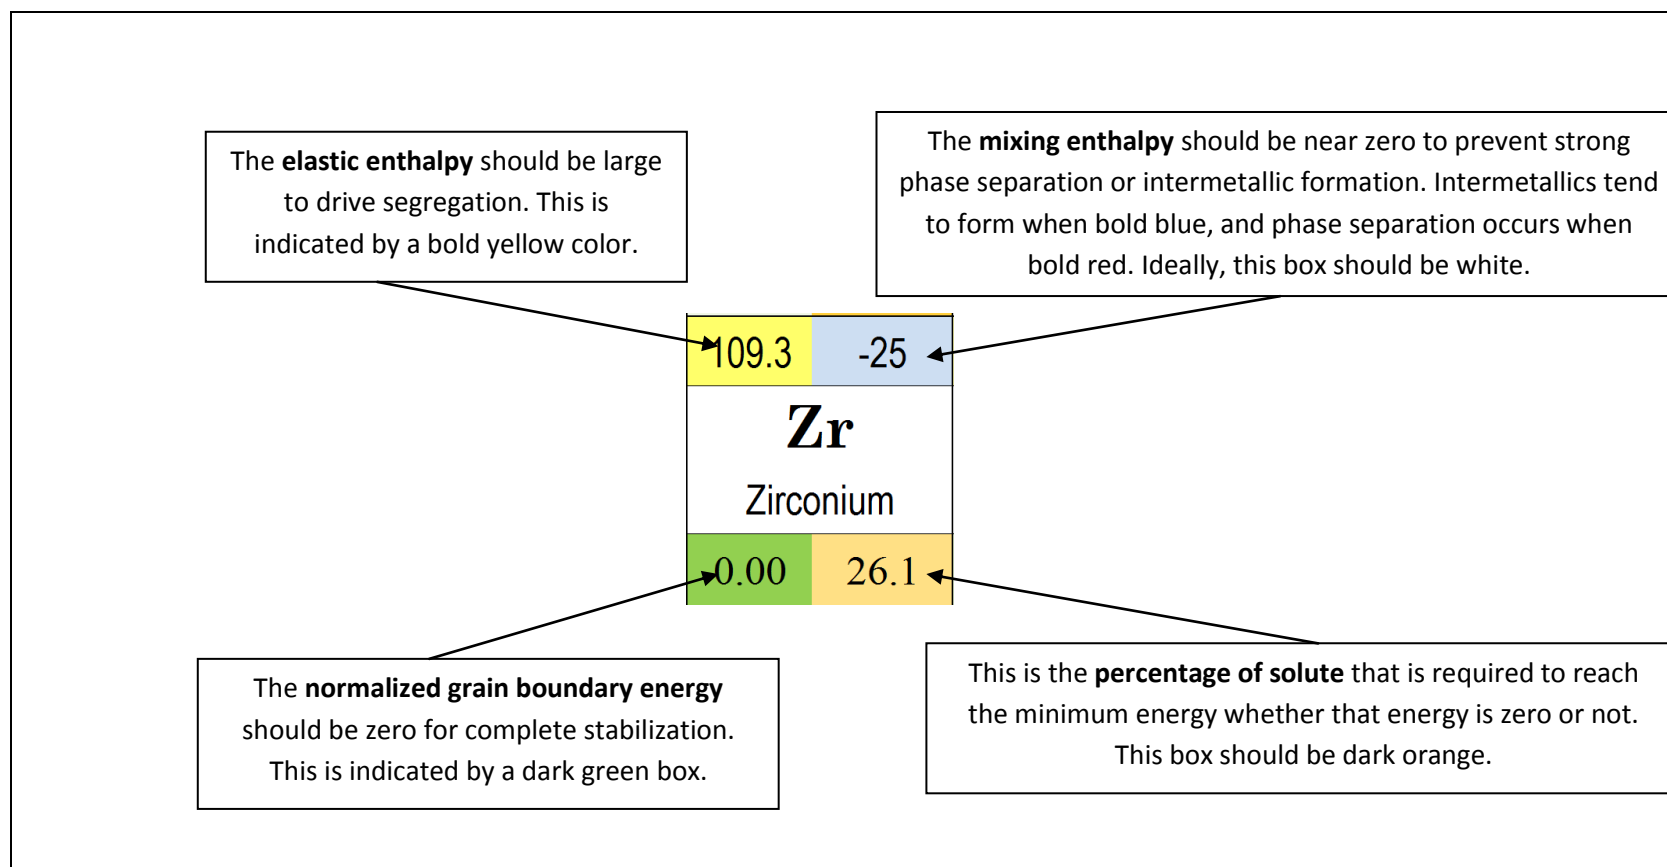 The elastic enthalpy should be large
to drive segregation. This is
indicated by a bold yellow color.
The mixing enthalpy should be near zero to prevent strong
phase separation or intermetallic formation. Intermetallics tend
to form when bold blue, and phase separation occurs when
bold red. Ideally, this box should be white.
109.3 -25
Zr
Zirconium
0.00 26.1
The normalized grain boundary energy
should be zero for complete stabilization.
This is indicated by a dark green box.
This is the percentage of solute that is required to reach
the minimum energy whether that energy is zero or not.
This box should be dark orange.